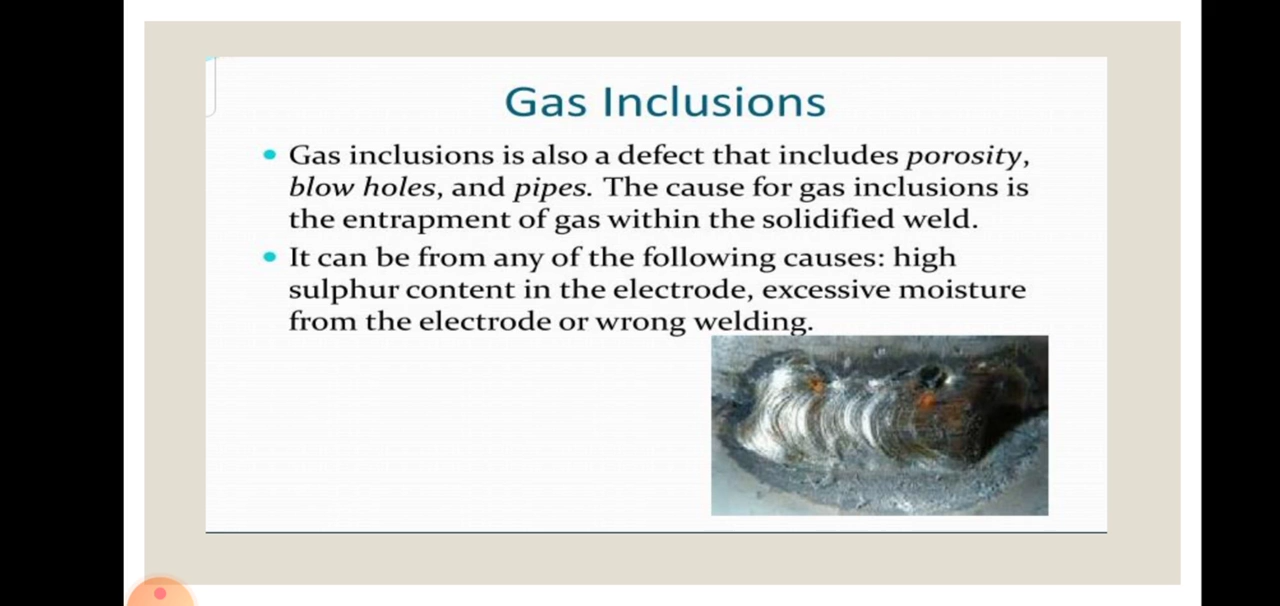 Gas Inclusions
• Gas inclusions is also a defect that includes porosity,
blow holes, and pipes. The cause for gas inclusions is
the entrapment of gas within the solidified weld.
• It can be from any of the following causes: high
sulphur content in the electrode, excessive moisture
from the electrode or wrong welding.